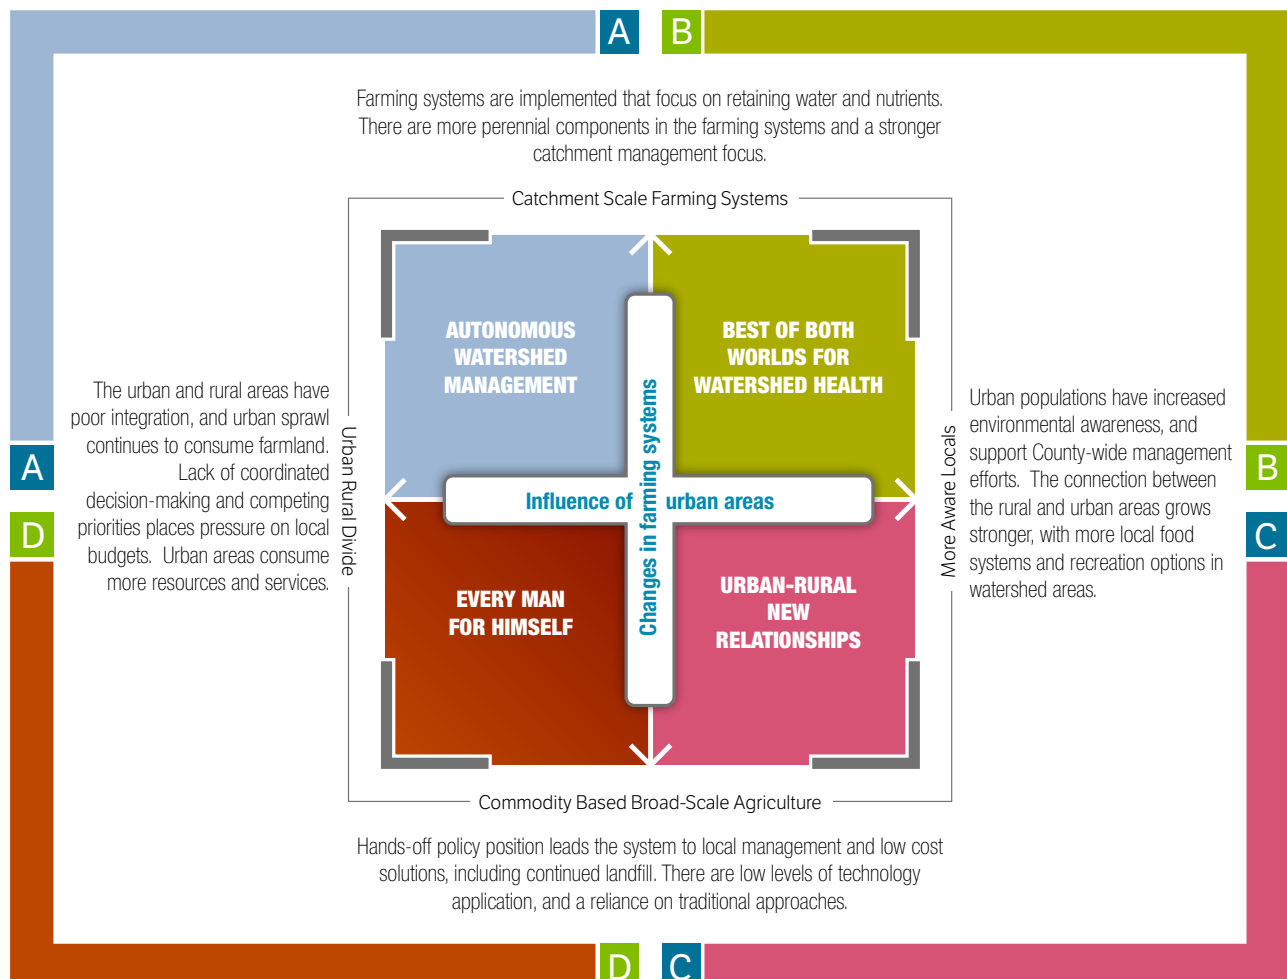 A B
Farming systems are implemented that focus on retaining water and nutrients.
There are more perennial components in the farming systems and a stronger
catchment management focus.
Catchment Scale Farming Systems
AUTONOMOUS
WATERSHED
MANAGEMENT
BEST OF BOTH
WORLDS FOR
WATERSHED HEALTH
The urban and rural areas have
poor integration, and urban sprawl
continues to consume farmland.
Lack of coordinated
decision-making and competing
priorities places pressure on local
budgets. Urban areas consume
more resources and services.
A
D
Urban Rural Divide
Changes in farming systems
Influence of urban areas
More Aware Locals
Urban populations have increased
environmental awareness, and
support County-wide management
efforts. The connection between
the rural and urban areas grows
stronger, with more local food
systems and recreation options in
watershed areas.
B
C
EVERY MAN
FOR HIMSELF
URBAN-RURAL
NEW
RELATIONSHIPS
Commodity Based Broad-Scale Agriculture
Hands-off policy position leads the system to local management and low cost
solutions, including continued landfill. There are low levels of technology
application, and a reliance on traditional approaches.
D C